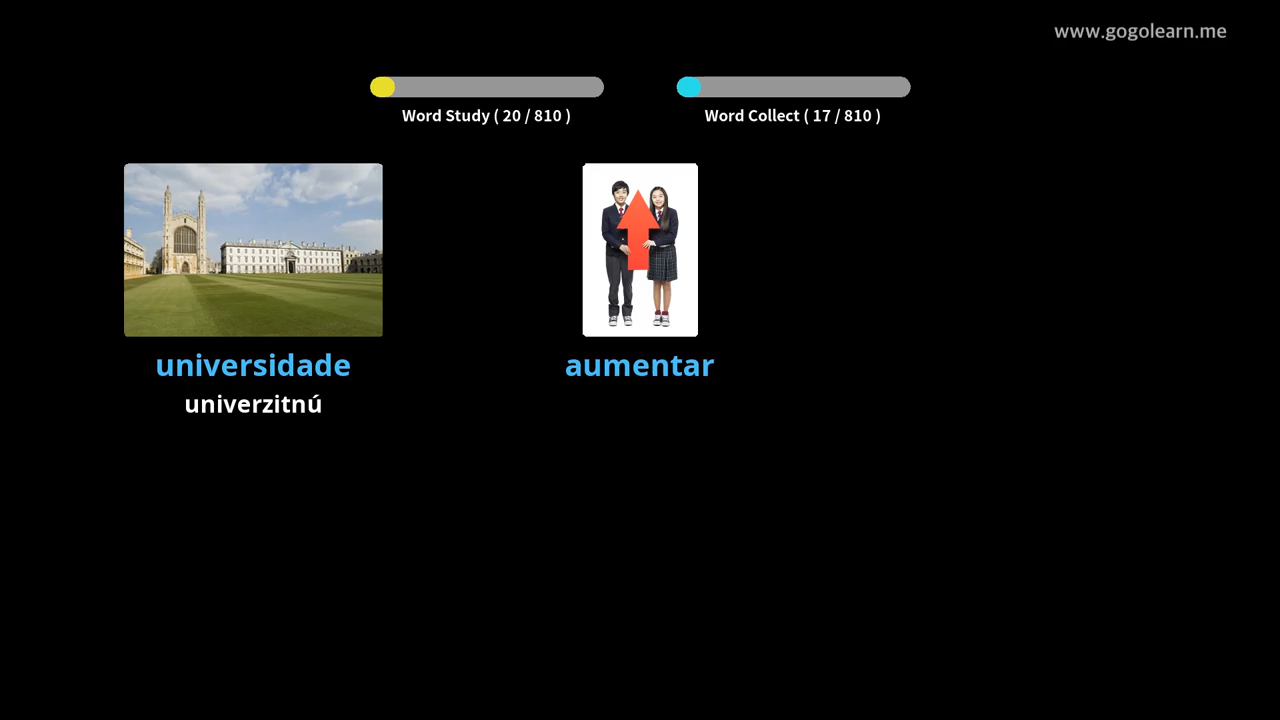 www.gogolearn.me
Word Study ( 20 / 810 )
Word Collect ( 17 / 810 )
universidade
univerzitnú
aumentar